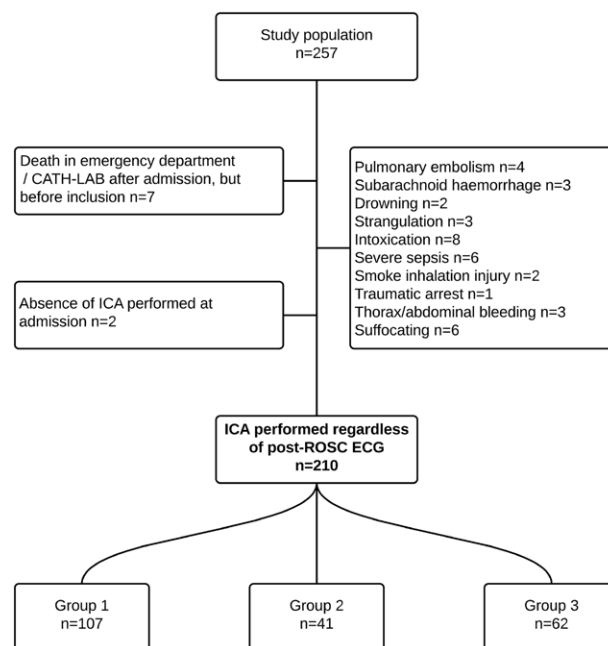 Study population
n=257
Death in emergency department
/ CATH-LAB after admission, but
before inclusion n=7
Pulmonary embolism n=4
Subarachnoid haemorrhage n=3
Drowning n=2
Strangulation n=3
Intoxication n=8
Severe sepsis n=6
Smoke inhalation injury n=2
Traumatic arrest n=1
Thorax/abdominal bleeding n=3
Suffocating n=6
Absence of ICA performed at
admission n=2
ICA performed regardless
of post-ROSC ECG
n=210
Group 1
n=107
Group 2
n=41
Group 3
n=62